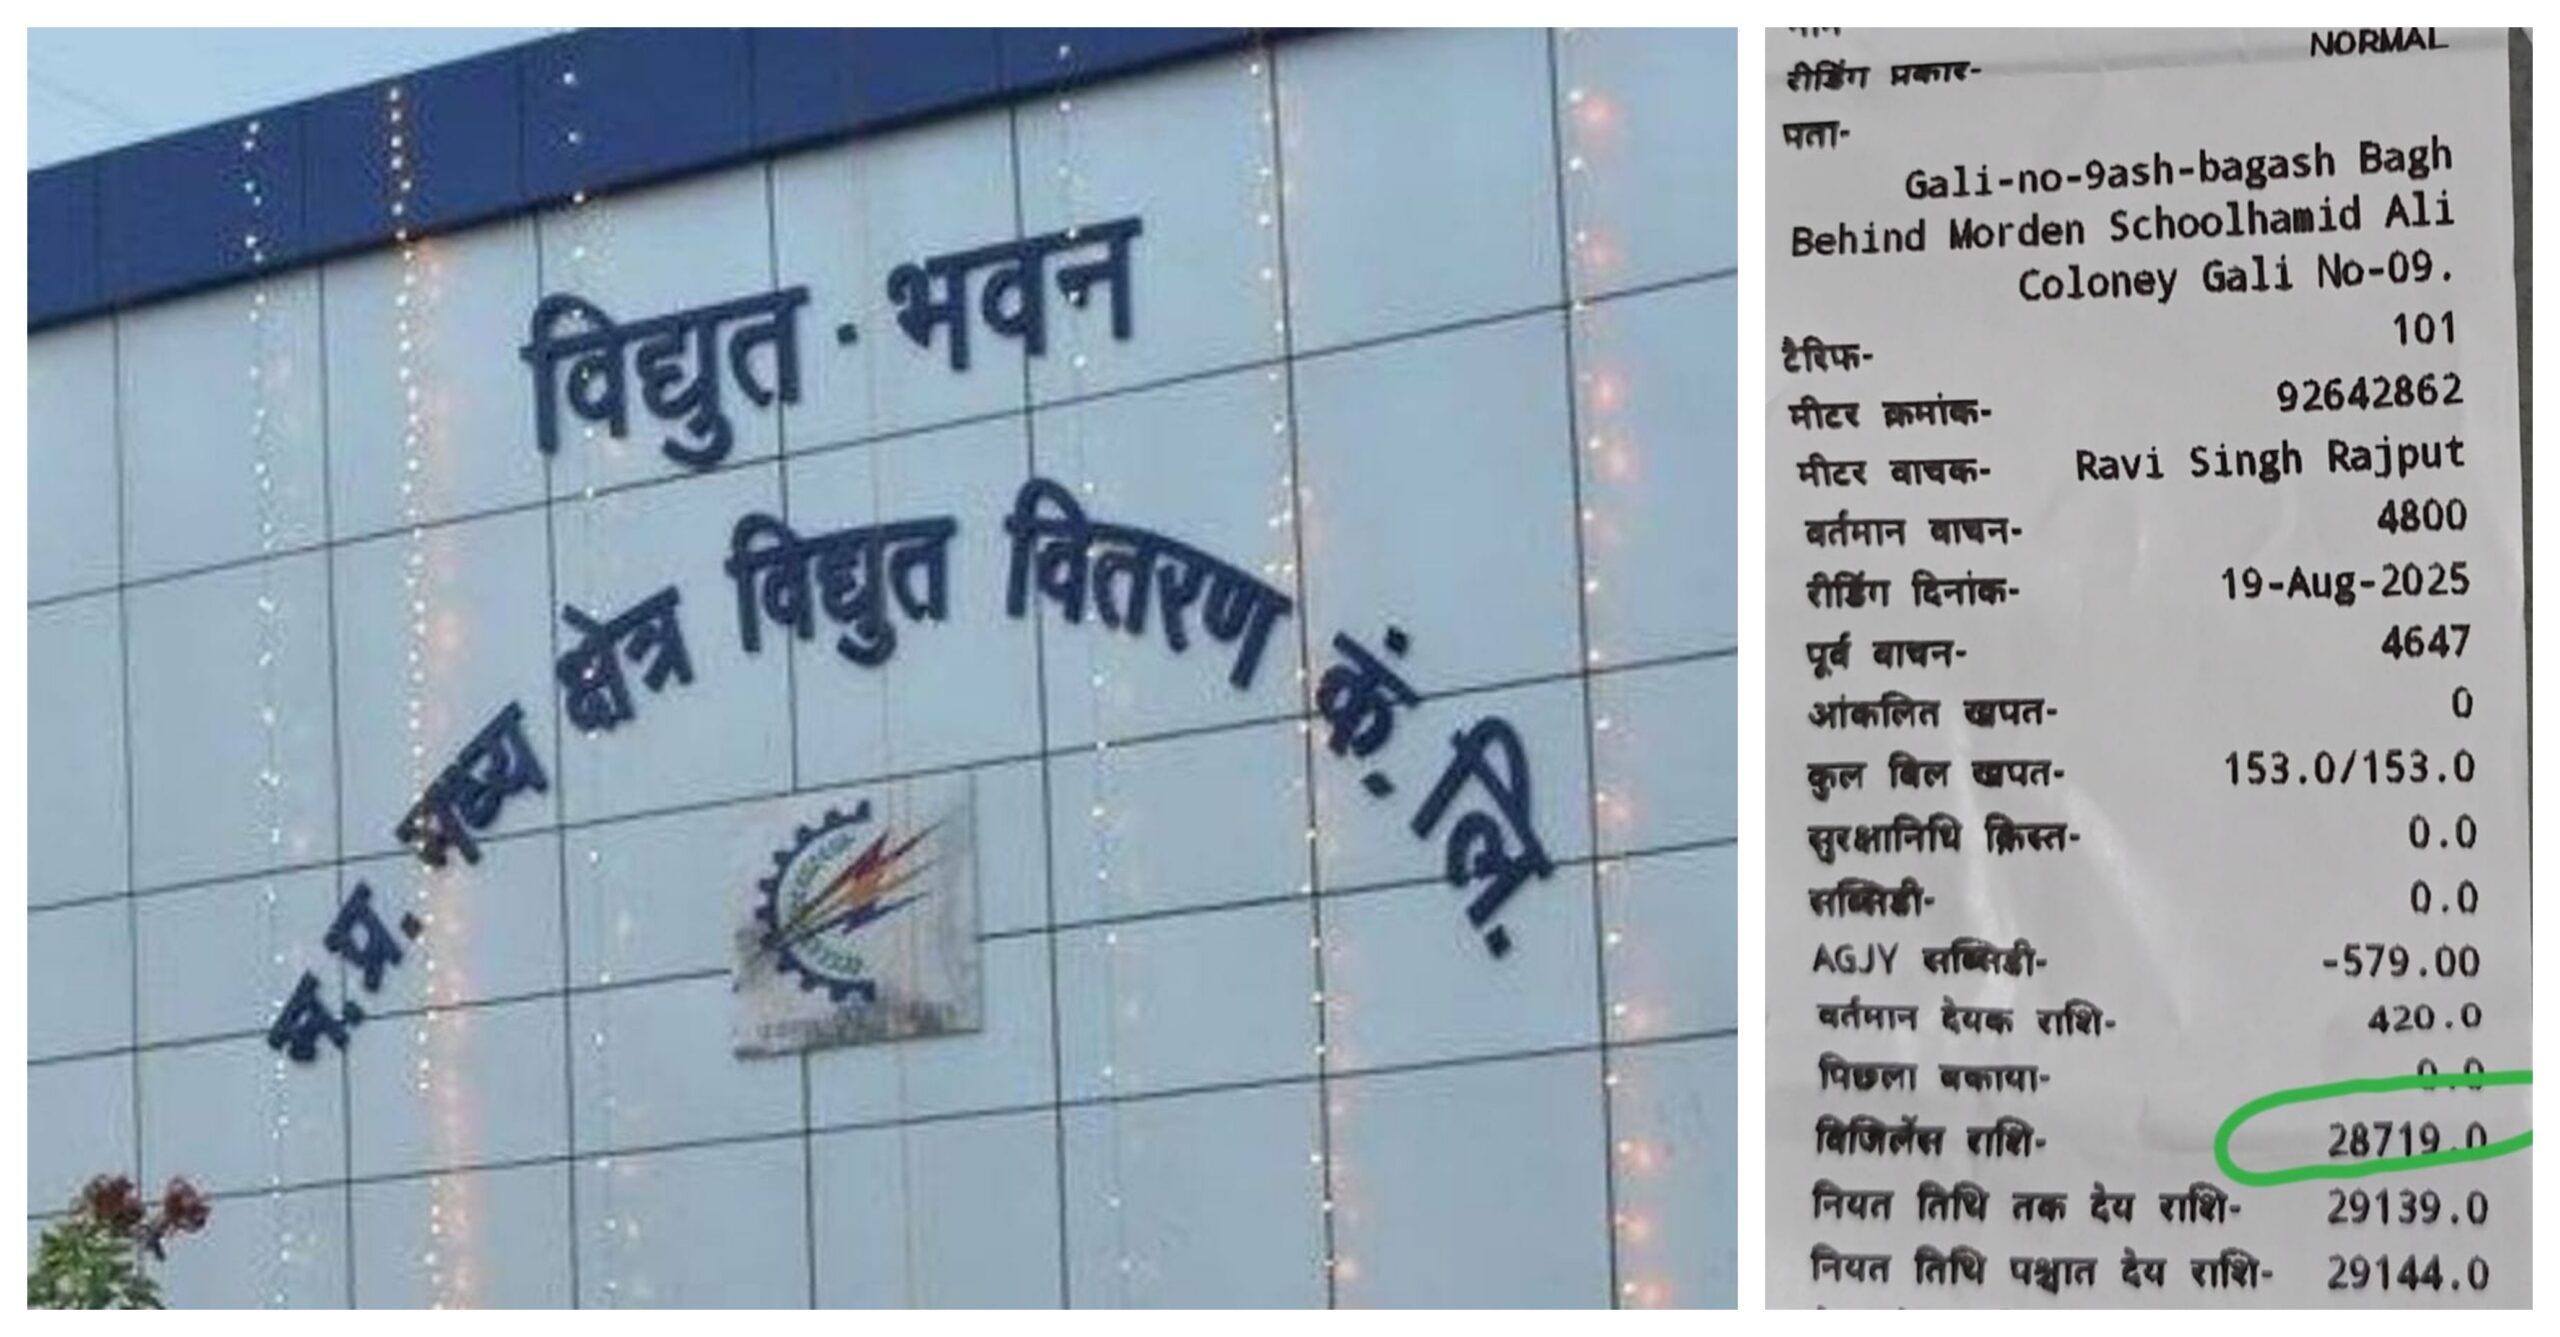 विद्युत · भवन
म.प्र. मध्य क्षेत्र विद्युत वितरण कं. लि.
NORMAL
रीडिंग प्रकार-
पता-
Gali-no-9ash-bagash Bagh
Behind Morden Schoolhamid Ali
Coloney Gali No-09.
टैरिफ- 101
मीटर क्रमांक- 92642862
मीटर वाचक- Ravi Singh Rajput
वर्तमान वाचन- 4800
रीडिंग दिनांक- 19-Aug-2025
पूर्व वाचन- 4647
आंकलित खपत- 0
कुल बिल खपत- 153.0/153.0
सुरक्षानिधि क़िस्त- 0.0
सब्सिडी- 0.0
AGJY सब्सिडी- -579.00
वर्तमान देयक राशि- 420.0
पिछला बकाया- 0.0
विजिलेंस राशि- 28719.0
नियत तिथि तक देय राशि- 29139.0
नियत तिथि पश्चात देय राशि- 29144.0